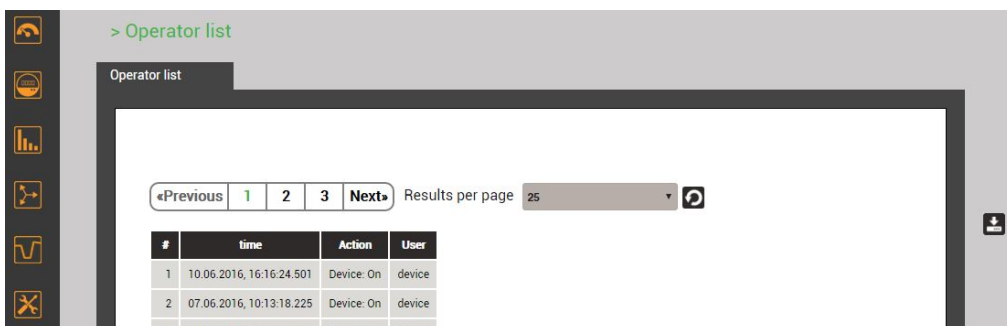 > Operator list
Operator list
«Previous 1 2 3 Next» Results per page 25
# time Action User
1 10.06.2016, 16:16:24.501 Device: On device
2 07.06.2016, 10:13:18.225 Device: On device